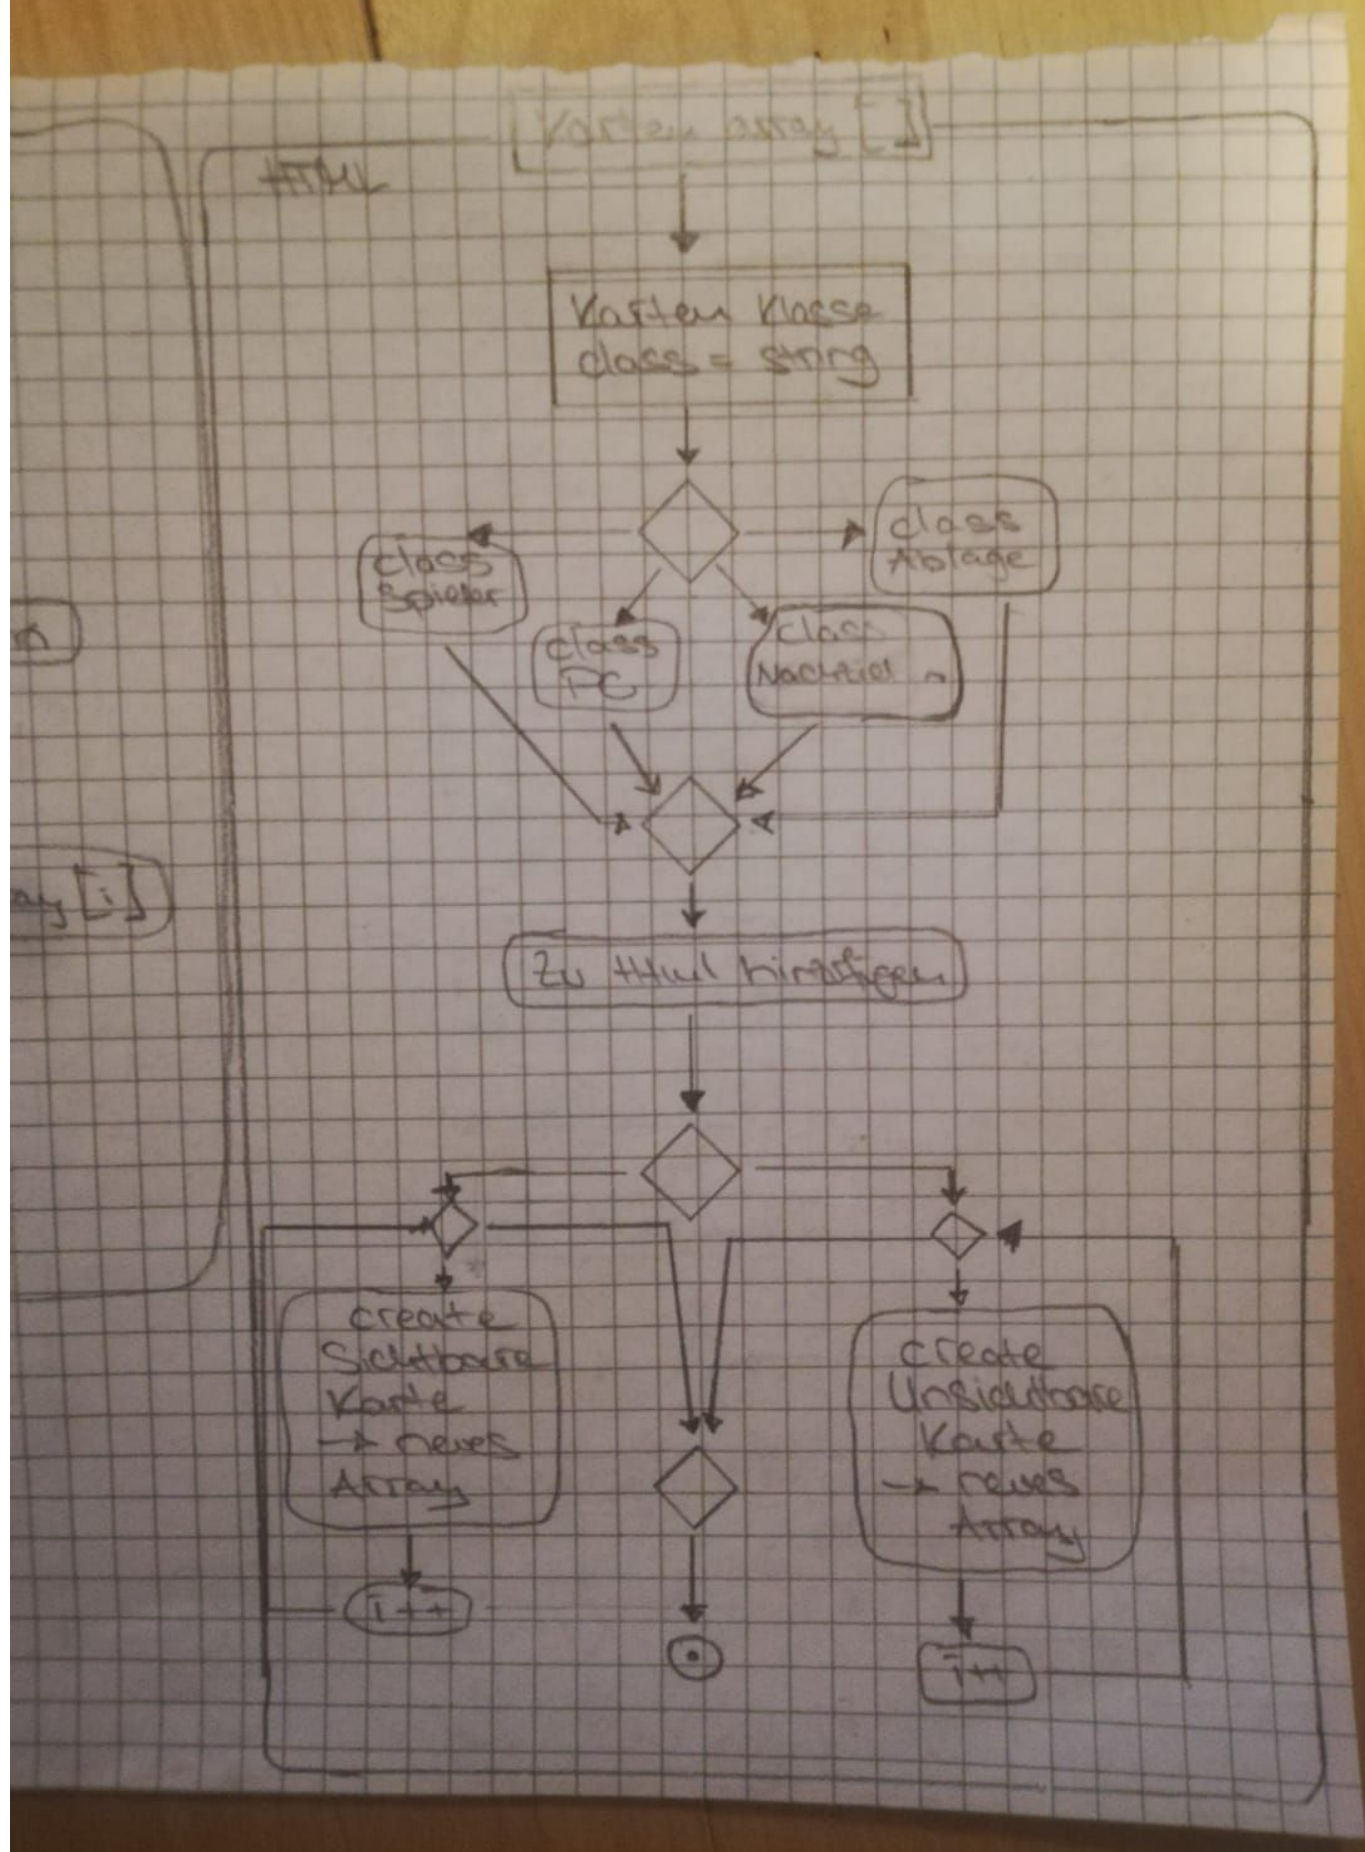 Karten array [ ]
HTML
Karten Klasse
class = strng
class
Ablage
class
Spieler
class
PC
class
Nachziel
ay [i]
Zu Html hinzufügen
create
Sichtbare
Karte
→ neues
Array
create
Unsichtbare
Karte
→ neues
Array
i++
i++